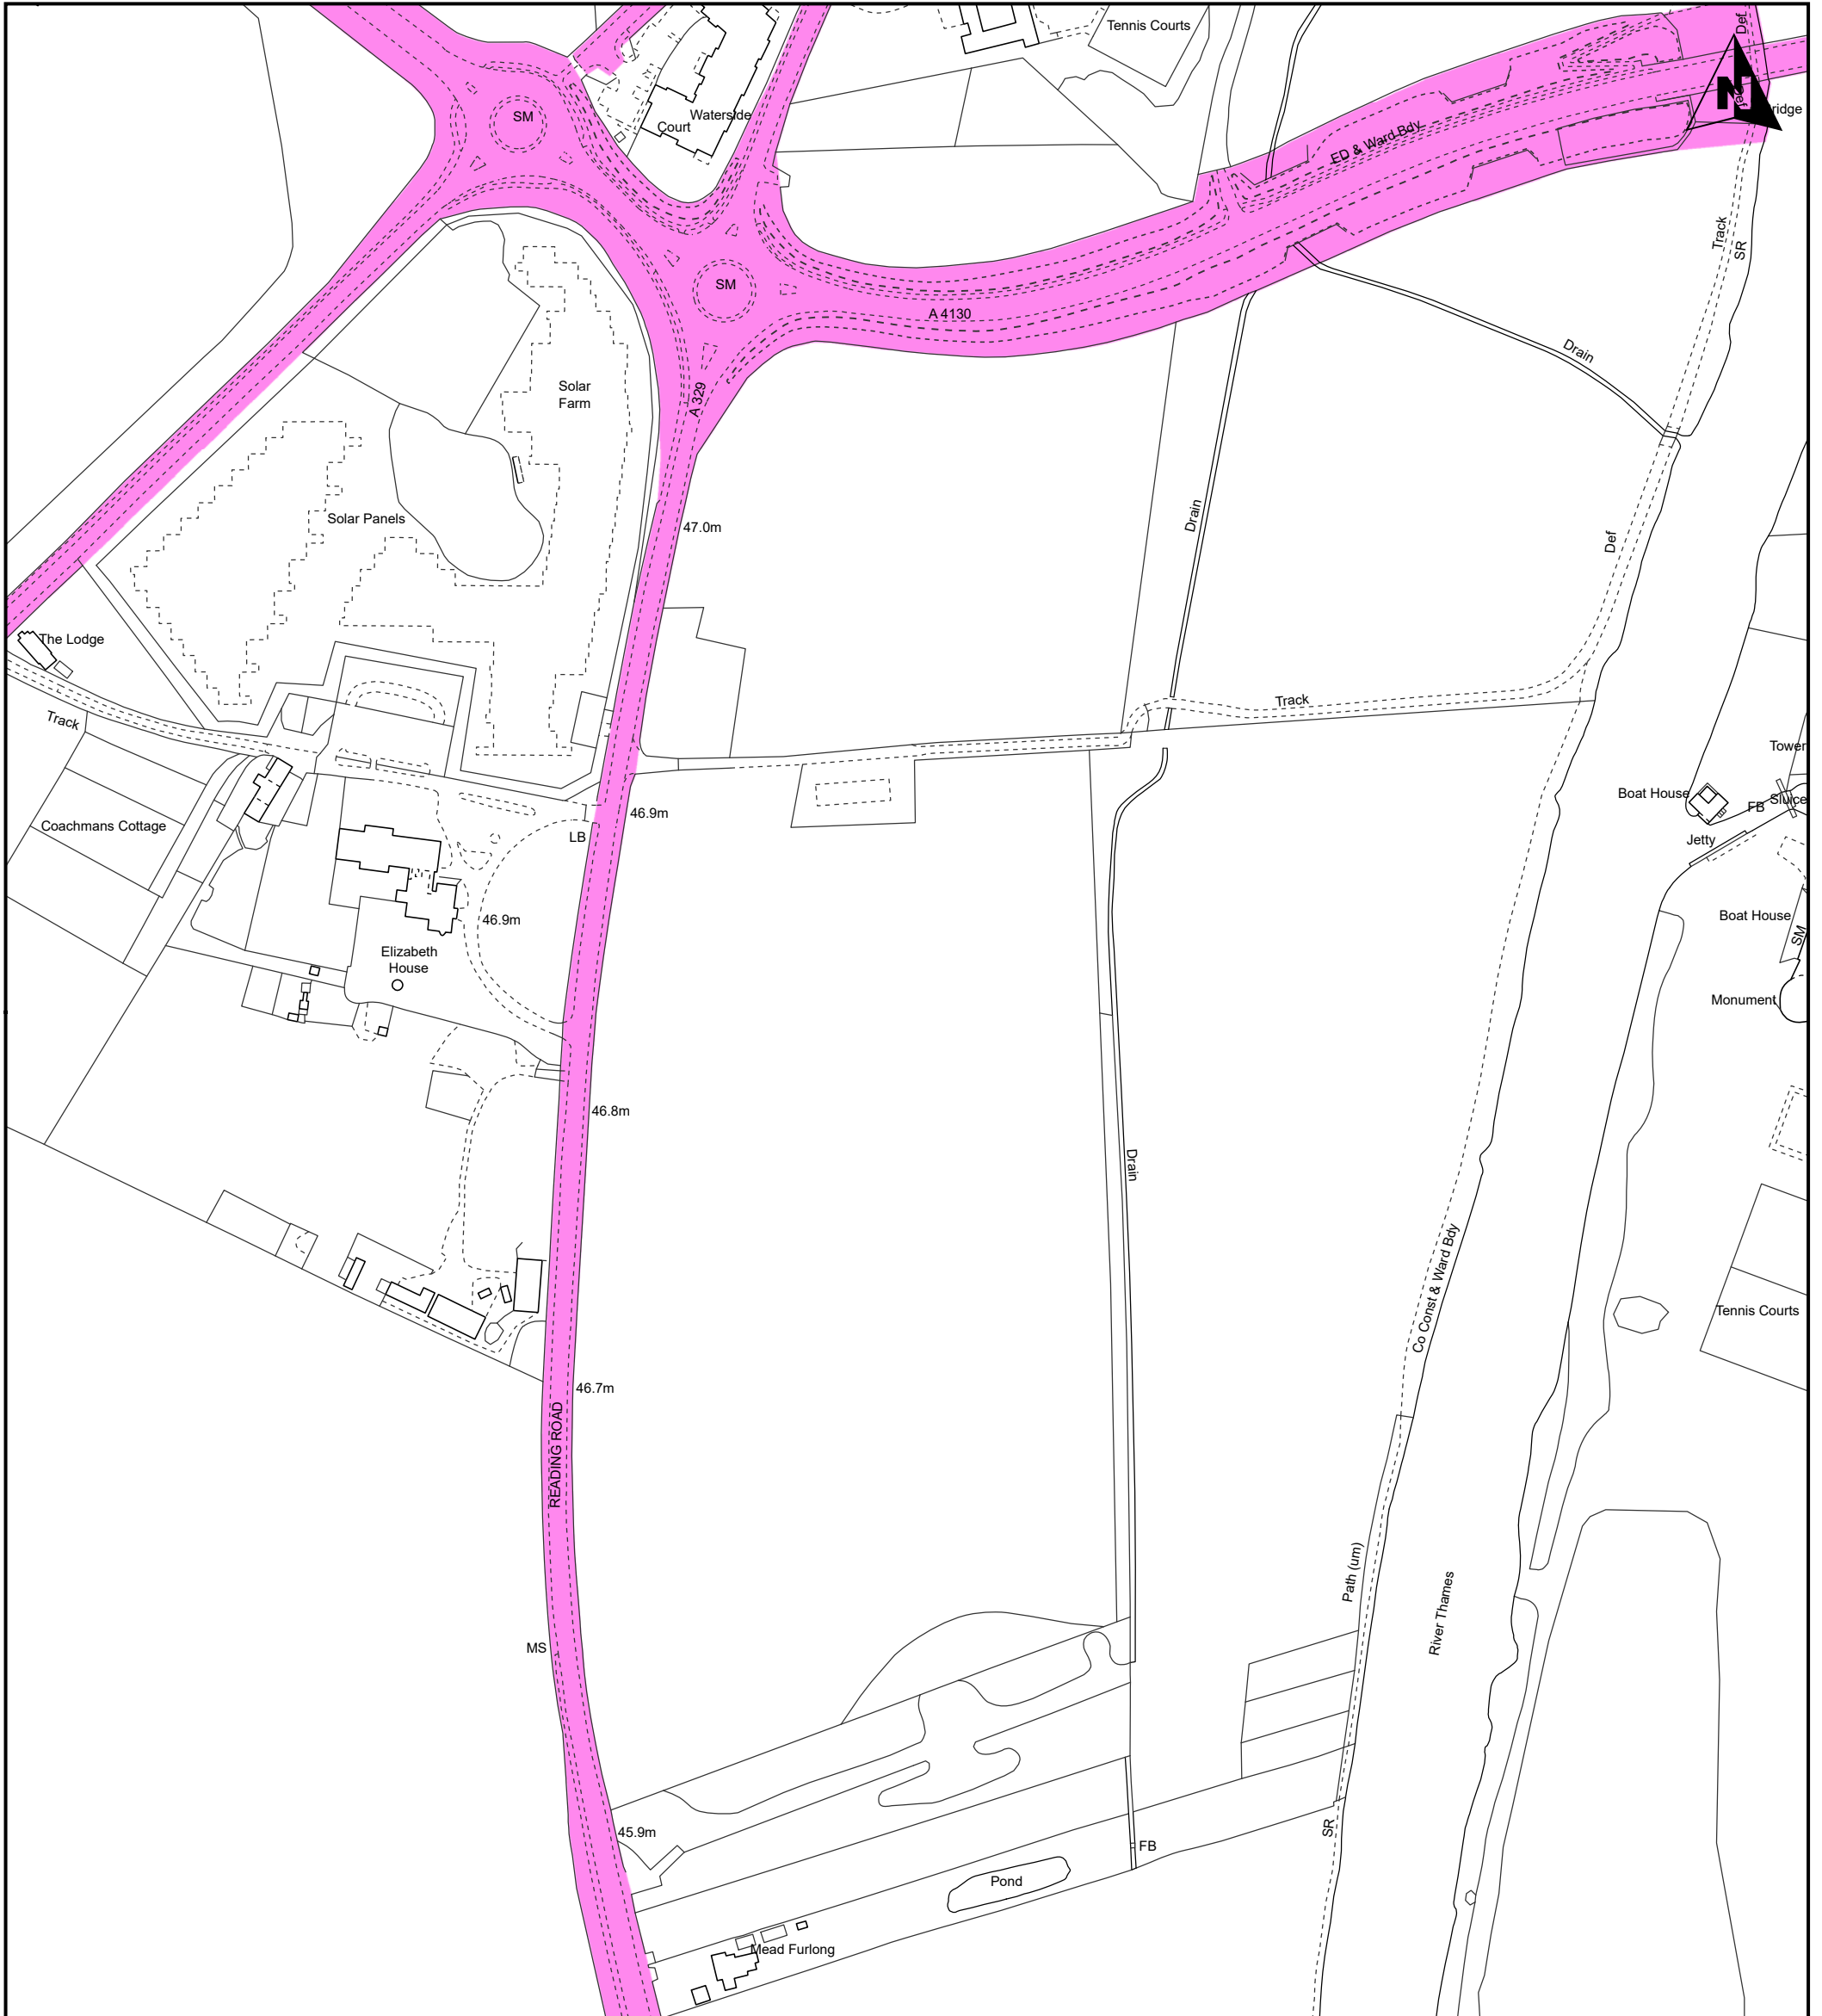 Tennis Courts
Def
N
SM
Waterside
Court
ED & Ward Bdy
Def
ridge
Track
SR
SM
A 4130
Drain
Solar
Farm
A 329
Solar Panels
47.0m
Drain
Def
The Lodge
Track
Track
Tower
Boat House
FB
Sluice
Jetty
Coachmans Cottage
46.9m
LB
46.9m
Boat House
SM
Elizabeth
House
Monument
46.8m
Drain
Co Const & Ward Bdy
Tennis Courts
46.7m
READING ROAD
Path (um)
River Thames
MS
45.9m
SR
FB
Pond
Mead Furlong